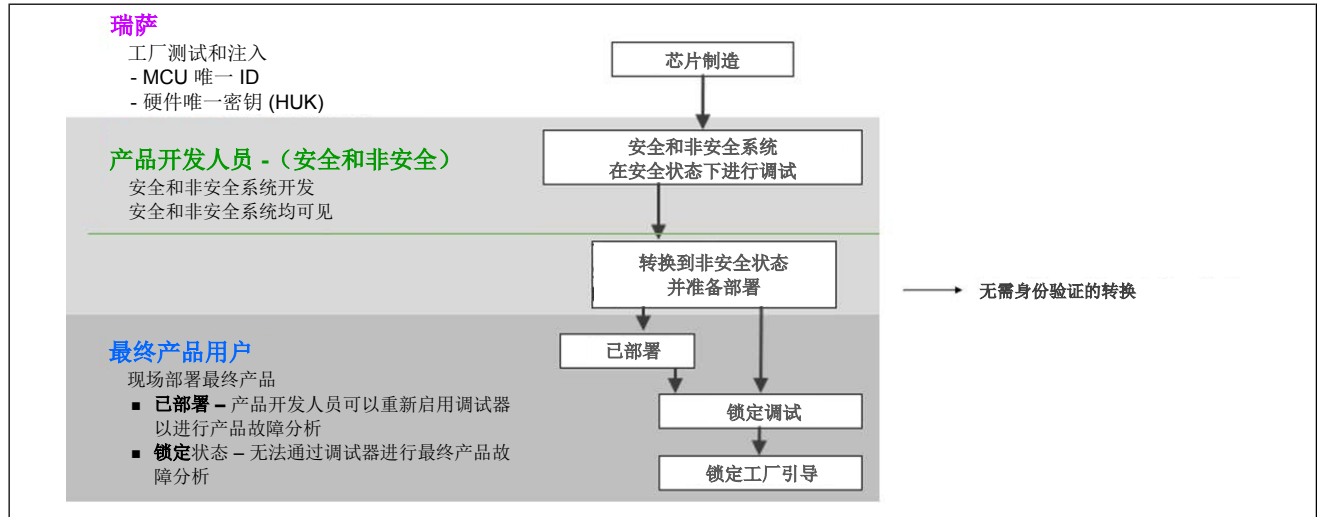 瑞萨
工厂测试和注入
- MCU 唯一 ID
- 硬件唯一密钥 (HUK)
芯片制造
产品开发人员 -（安全和非安全）
安全和非安全系统开发
安全和非安全系统均可见
安全和非安全系统
在安全状态下进行调试
转换到非安全状态
并准备部署
无需身份验证的转换
最终产品用户
现场部署最终产品
■ 已部署 – 产品开发人员可以重新启用调试器
以进行产品故障分析
■ 锁定状态 – 无法通过调试器进行最终产品故
障分析
已部署
锁定调试
锁定工厂引导